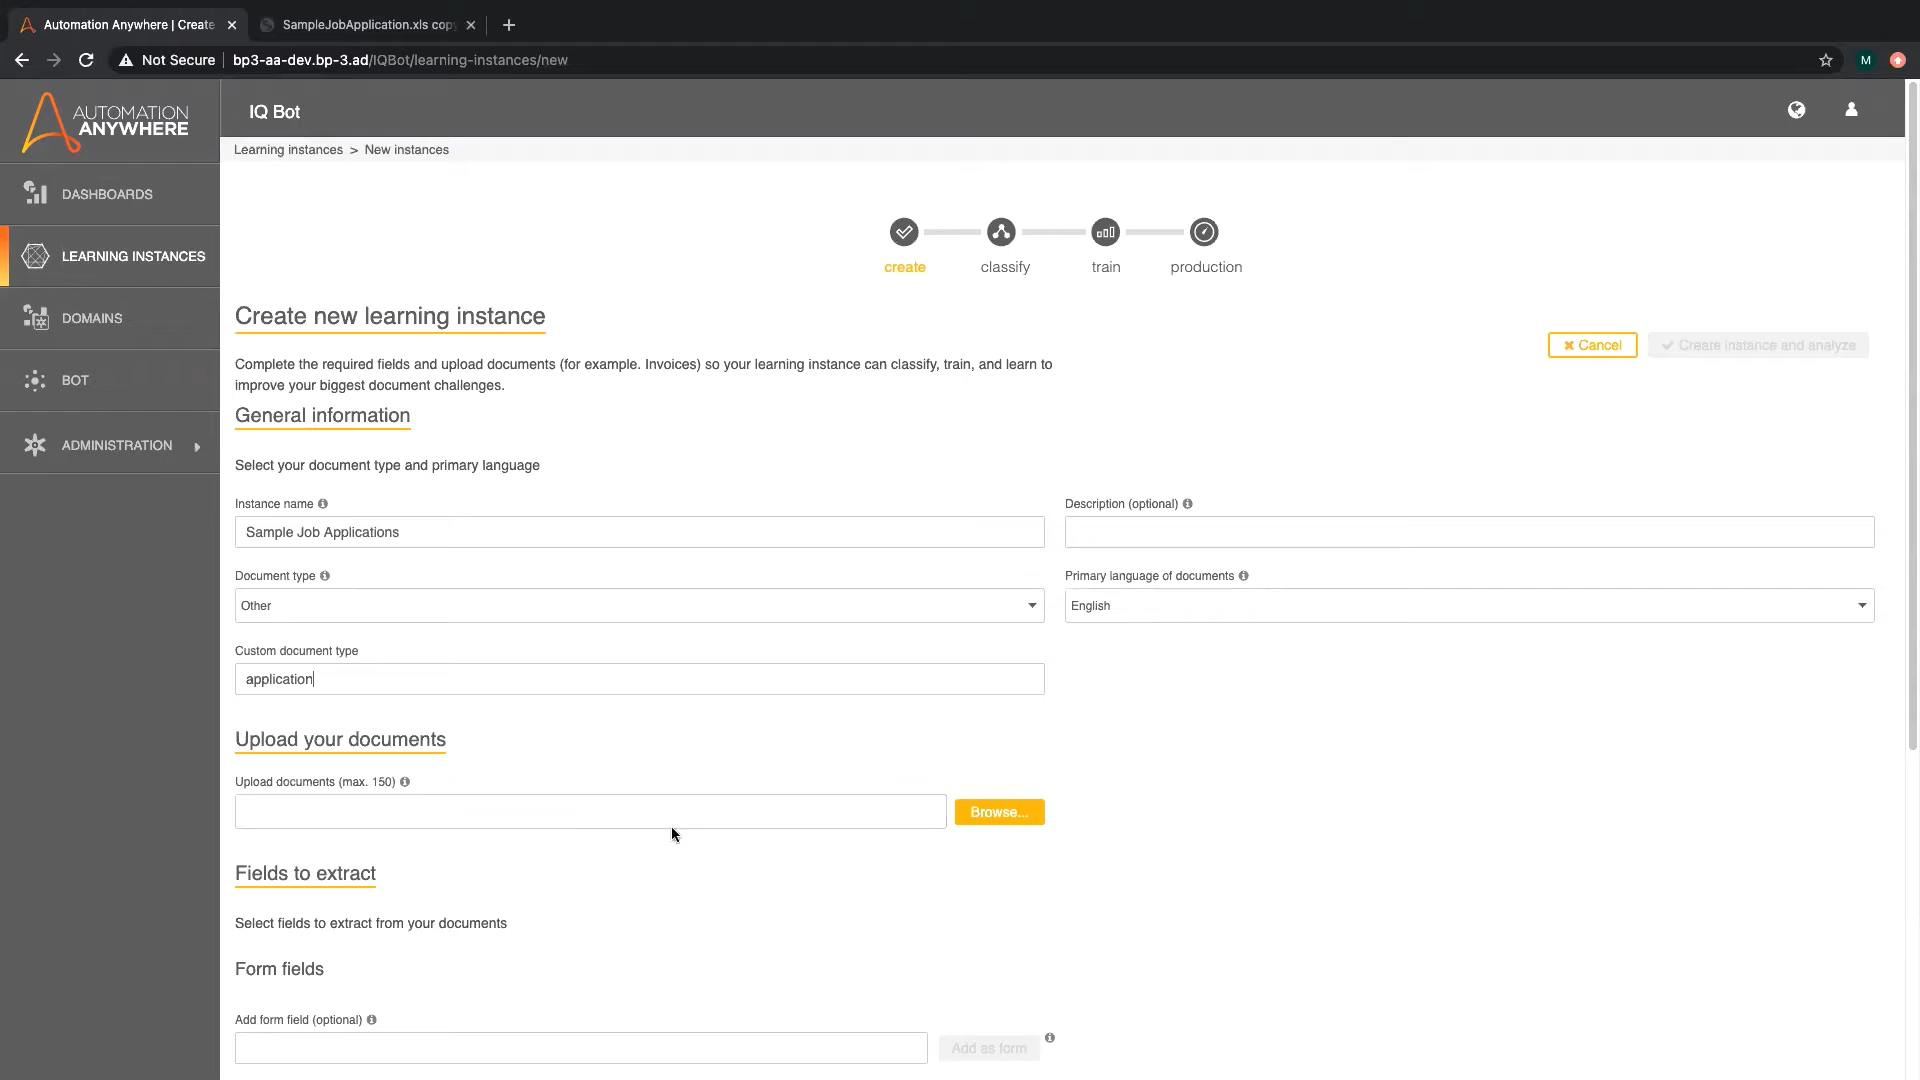 Automation Anywhere | Create
SampleJobApplication.xls cop
Not Secure
bp3-aa-dev.bp-3.ad/IQBot/learning-instances/new
M
AUTOMATION
ANYWHERE
IQ Bot
Learning instances > New instances
DASHBOARDS
LEARNING INSTANCES
DOMAINS
BOT
ADMINISTRATION
create
classify
train
production
Create new learning instance
Cancel
Create instance and analyze
Complete the required fields and upload documents (for example. Invoices) so your learning instance can classify, train, and learn to
improve your biggest document challenges.
General information
Select your document type and primary language
Instance name
Description (optional)
Sample Job Applications
Document type
Primary language of documents
Other
English
Custom document type
application
Upload your documents
Upload documents (max. 150)
Browse...
Fields to extract
Select fields to extract from your documents
Form fields
Add form field (optional)
Add as form